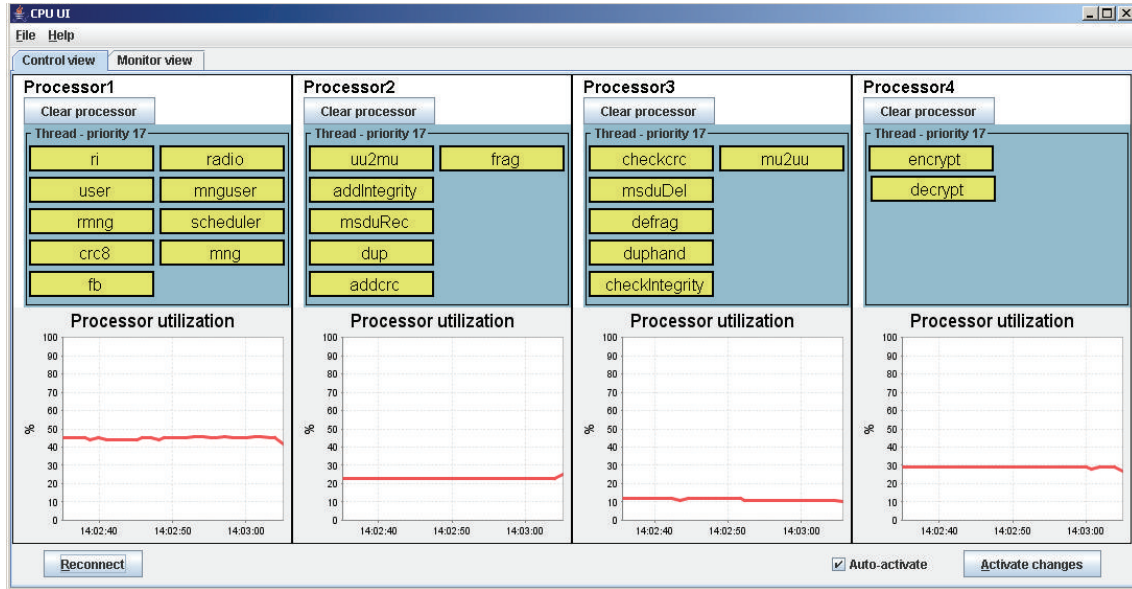 CPU UI
File Help
Control view Monitor view
Processor1
Clear processor
Thread - priority 17
ri radio
user mnguser
rmng scheduler
crc8 mng
fb
Processor utilization
100
90
80
70
60
50
40
30
20
10
0
%
14:02:40 14:02:50 14:03:00
Processor2
Clear processor
Thread - priority 17
uu2mu frag
addIntegrity
msduRec
dup
addcrc
Processor utilization
100
90
80
70
60
50
40
30
20
10
0
%
14:02:40 14:02:50 14:03:00
Processor3
Clear processor
Thread - priority 17
checkcrc mu2uu
msduDel
defrag
duphand
checkIntegrity
Processor utilization
100
90
80
70
60
50
40
30
20
10
0
%
14:02:40 14:02:50 14:03:00
Processor4
Clear processor
Thread - priority 17
encrypt
decrypt
Processor utilization
100
90
80
70
60
50
40
30
20
10
0
%
14:02:40 14:02:50 14:03:00
Reconnect Auto-activate Activate changes